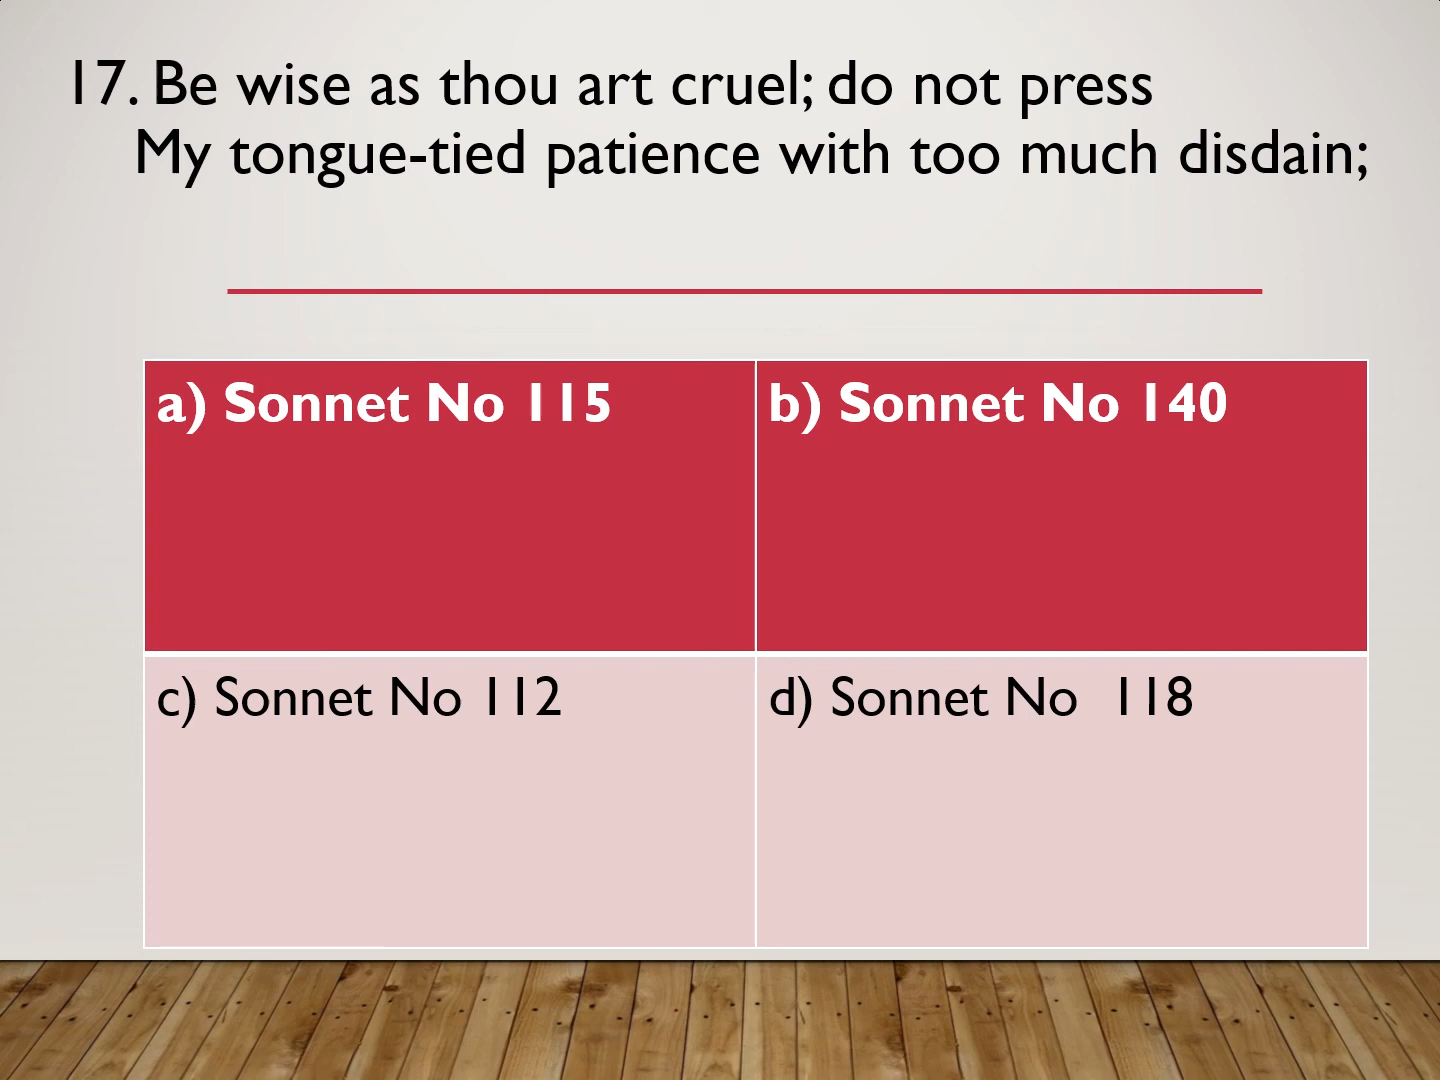 17. Be wise as thou art cruel; do not press
My tongue-tied patience with too much disdain;
a) Sonnet No 115
b) Sonnet No 140
c) Sonnet No 112
d) Sonnet No  118